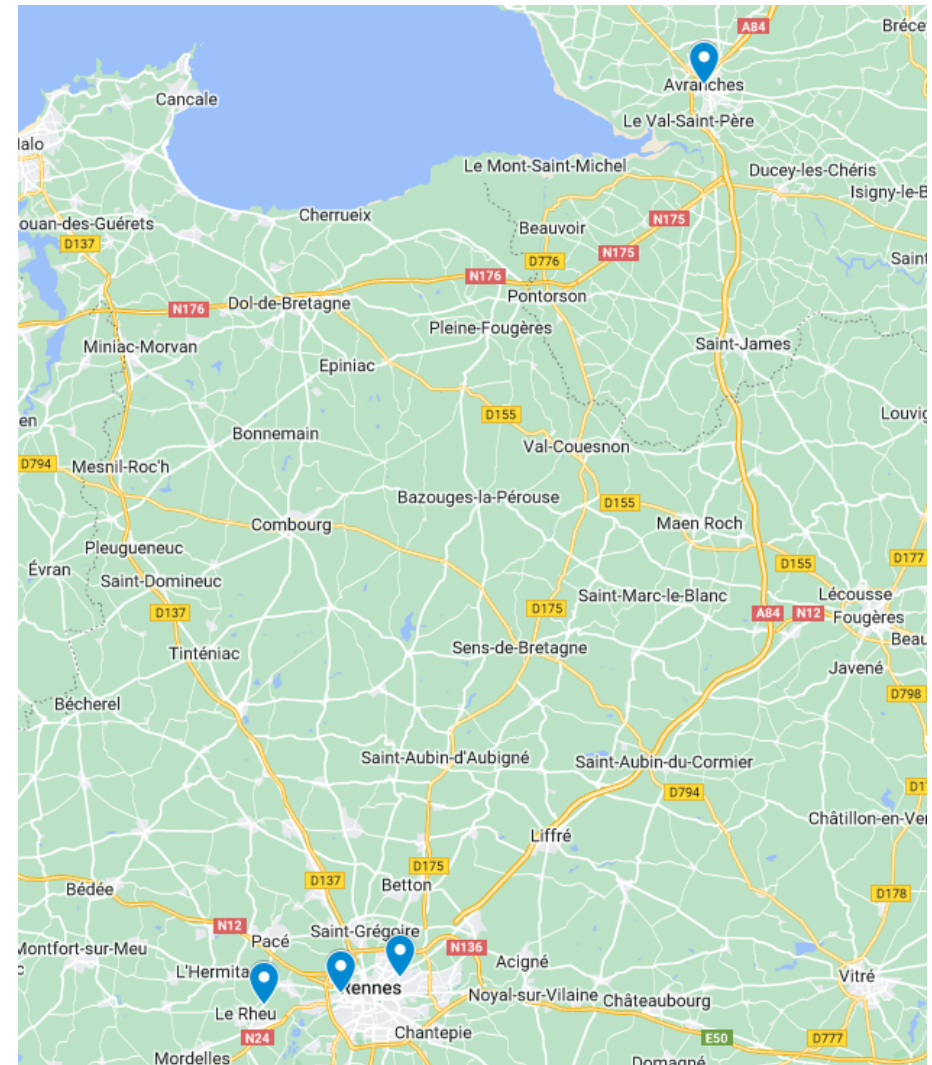 A84
Bréce
Avranches
Cancale
Le Val-Saint-Père
Malo
Le Mont-Saint-Michel
Ducey-les-Chéris
Isigny-le-B
Cherrueix
N175
ouan-des-Guérets
Beauvoir
D137
N175
D776
Saint
N176
Pontorson
Dol-de-Bretagne
N176
Pleine-Fougères
Miniac-Morvan
Saint-James
Epiniac
D155
Louvig
en
Bonnemain
Val-Couesnon
D794
Mesnil-Roc'h
Bazouges-la-Pérouse
D155
Combourg
Maen Roch
Pleugueneuc
D177
D155
Évran
Saint-Domineuc
Saint-Marc-le-Blanc
Lécousse
D137
D175
A84
N12
Fougères
Beau
Tinténiac
Sens-de-Bretagne
Javené
D798
Bécherel
Saint-Aubin-d'Aubigné
Saint-Aubin-du-Cormier
D17
D794
Châtillon-en-Ven
Liffré
D175
D137
Betton
Bédée
D178
N12
Saint-Grégoire
Pacé
Montfort-sur-Meu
N136
Acigné
L'Hermita
Vitré
Rennes
Noyal-sur-Vilaine
Châteaubourg
Le Rheu
Chantepie
N24
E50
D777
Mordelles
Domagné